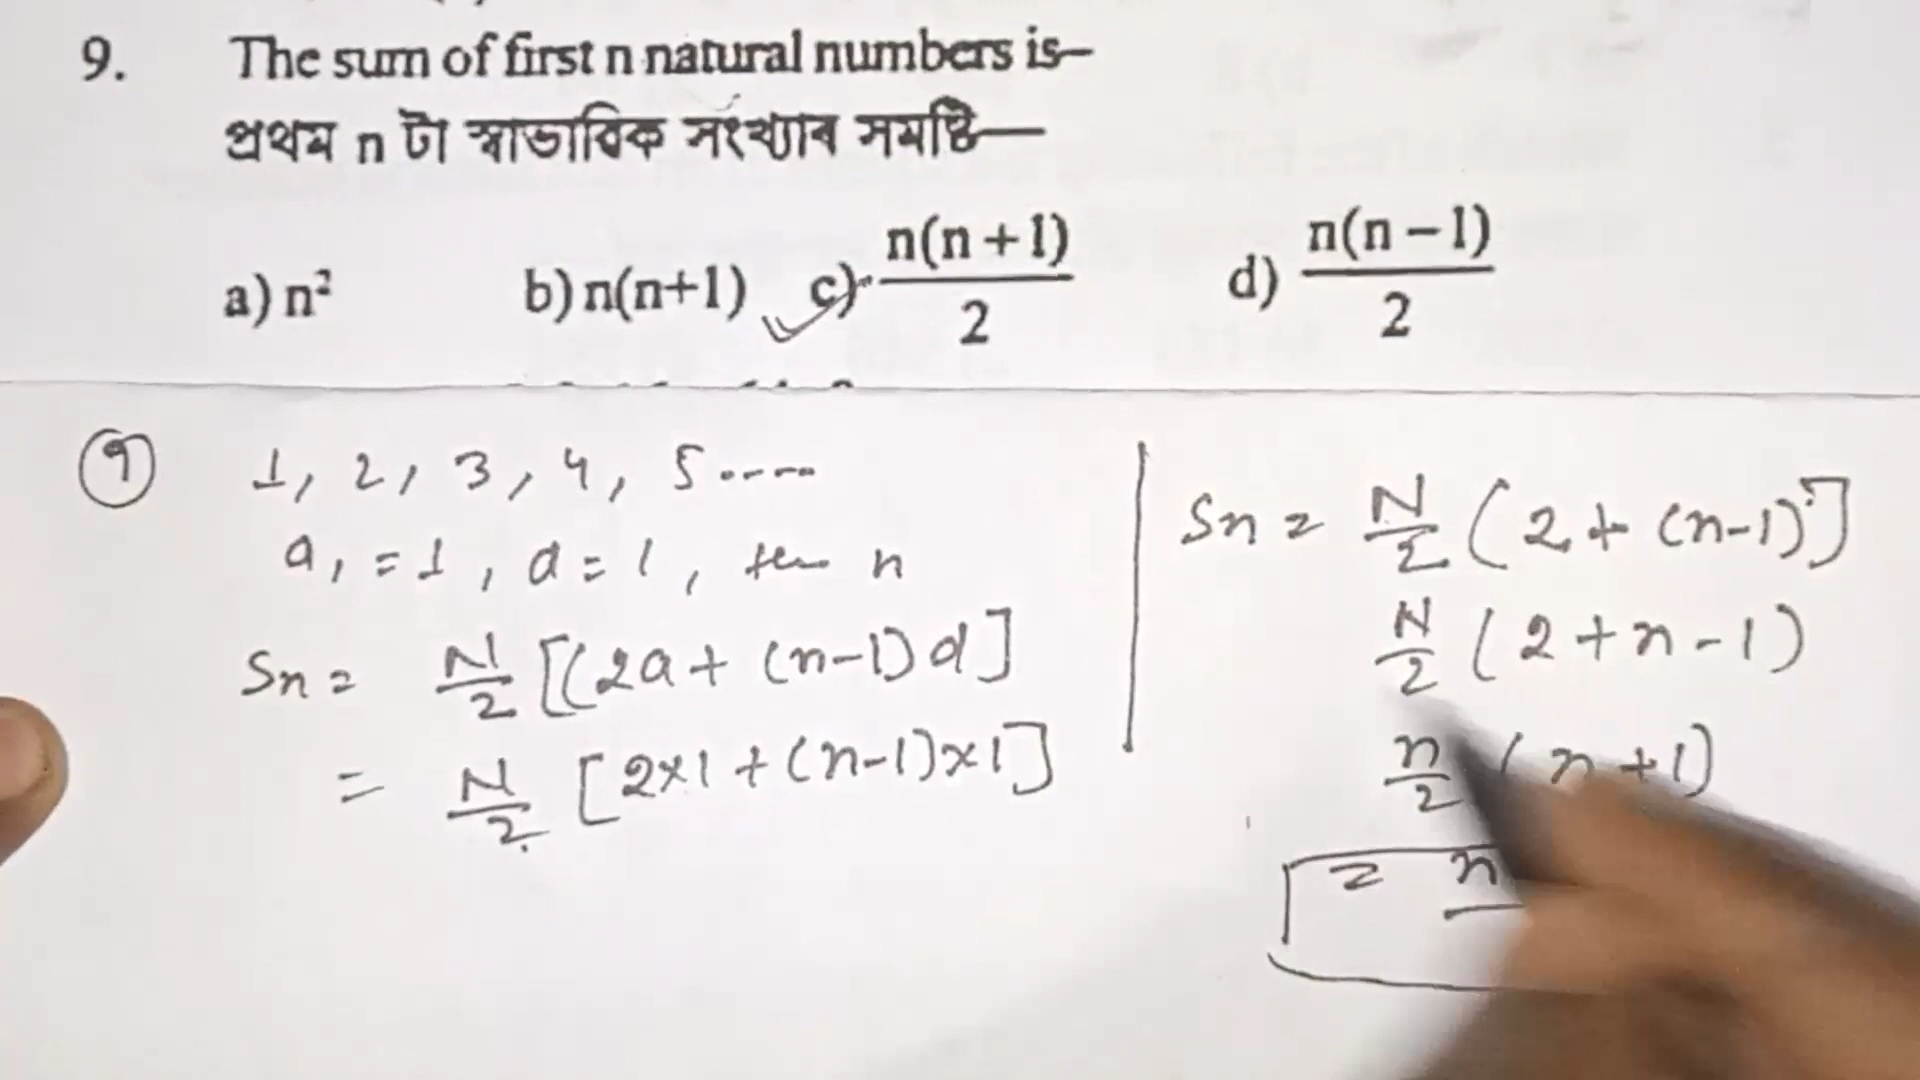 9. The sum of first n natural numbers is–
প্ৰথম n টা স্বাভাবিক সংখ্যাৰ সমষ্টি—
a) n² b) n(n+1) c) n(n+1)/2 d) n(n−1)/2
9 1, 2, 3, 4, 5 ....
a₁ = 1, d = 1, n
Sn = N/2 [(2a + (n-1)d]
= N/2 [2×1 + (n-1)×1]
Sn = N/2 (2 + (n-1)]
N/2 (2 + n - 1)
n/2 (n+1)
= n